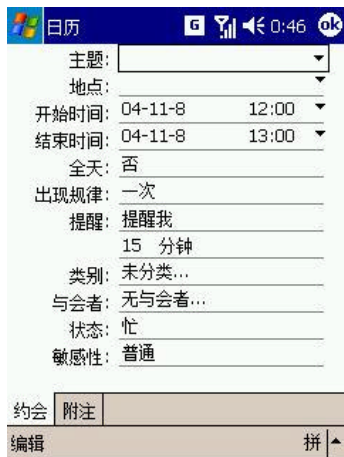 日历 G 0:46 ok
主题:
地点:
开始时间: 04-11-8 12:00
结束时间: 04-11-8 13:00
全天: 否
出现规律: 一次
提醒: 提醒我
15 分钟
类别: 未分类...
与会者: 无与会者...
状态: 忙
敏感性: 普通
约会 附注
编辑 拼